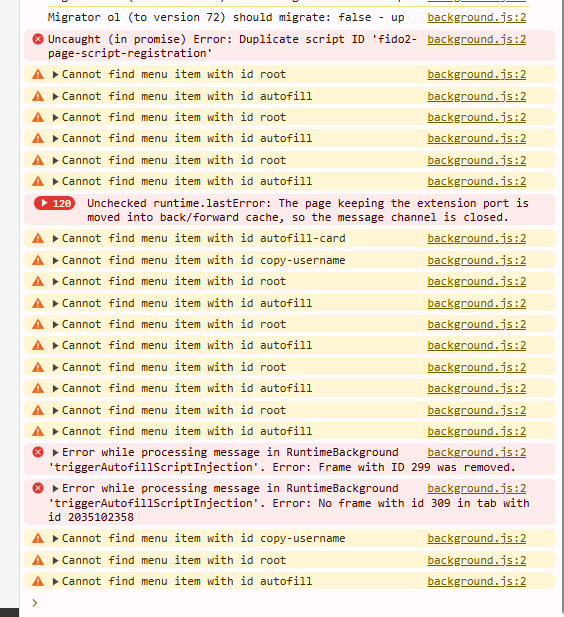 Migrator ol (to version 72) should migrate: false - up background.js:2
Uncaught (in promise) Error: Duplicate script ID 'fido2- background.js:2
page-script-registration'
Cannot find menu item with id root background.js:2
Cannot find menu item with id autofill background.js:2
Cannot find menu item with id root background.js:2
Cannot find menu item with id autofill background.js:2
Cannot find menu item with id root background.js:2
Cannot find menu item with id autofill background.js:2
120 Unchecked runtime.lastError: The page keeping the extension port is
moved into back/forward cache, so the message channel is closed.
Cannot find menu item with id autofill-card background.js:2
Cannot find menu item with id copy-username background.js:2
Cannot find menu item with id root background.js:2
Cannot find menu item with id autofill background.js:2
Cannot find menu item with id root background.js:2
Cannot find menu item with id autofill background.js:2
Cannot find menu item with id root background.js:2
Cannot find menu item with id autofill background.js:2
Cannot find menu item with id root background.js:2
Cannot find menu item with id autofill background.js:2
Error while processing message in RuntimeBackground background.js:2
'triggerAutofillScriptInjection'. Error: Frame with ID 299 was removed.
Error while processing message in RuntimeBackground background.js:2
'triggerAutofillScriptInjection'. Error: No frame with id 309 in tab with
id 2035102358
Cannot find menu item with id copy-username background.js:2
Cannot find menu item with id root background.js:2
Cannot find menu item with id autofill background.js:2